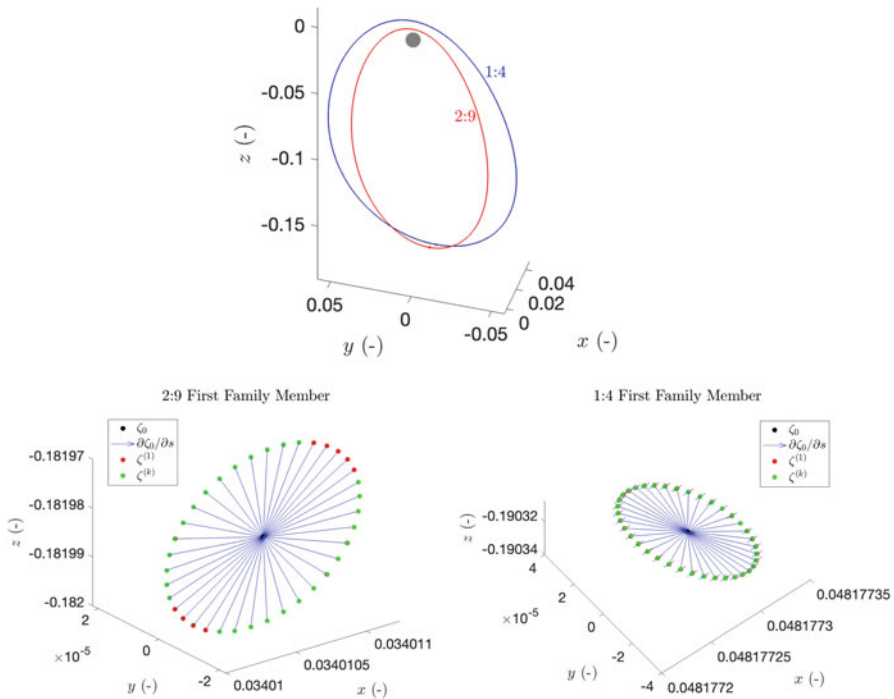 0
-0.05
-0.1
-0.15
z (-)
1:4
2:9
0.05
0
-0.05
y (-)
0.04
0.02
0
x (-)
2:9 First Family Member
ζ₀
∂ζ₀/∂s
ζ⁽¹⁾
ζ⁽ᵏ⁾
-0.18197
-0.18198
-0.18199
-0.182
z (-)
2
0
-2
×10⁻⁵
y (-)
0.03401
0.0340105
0.034011
x (-)
1:4 First Family Member
ζ₀
∂ζ₀/∂s
ζ⁽¹⁾
ζ⁽ᵏ⁾
-0.19032
-0.19034
z (-)
4
2
0
-2
-4
×10⁻⁵
y (-)
0.04817735
0.0481773
0.04817725
0.0481772
x (-)